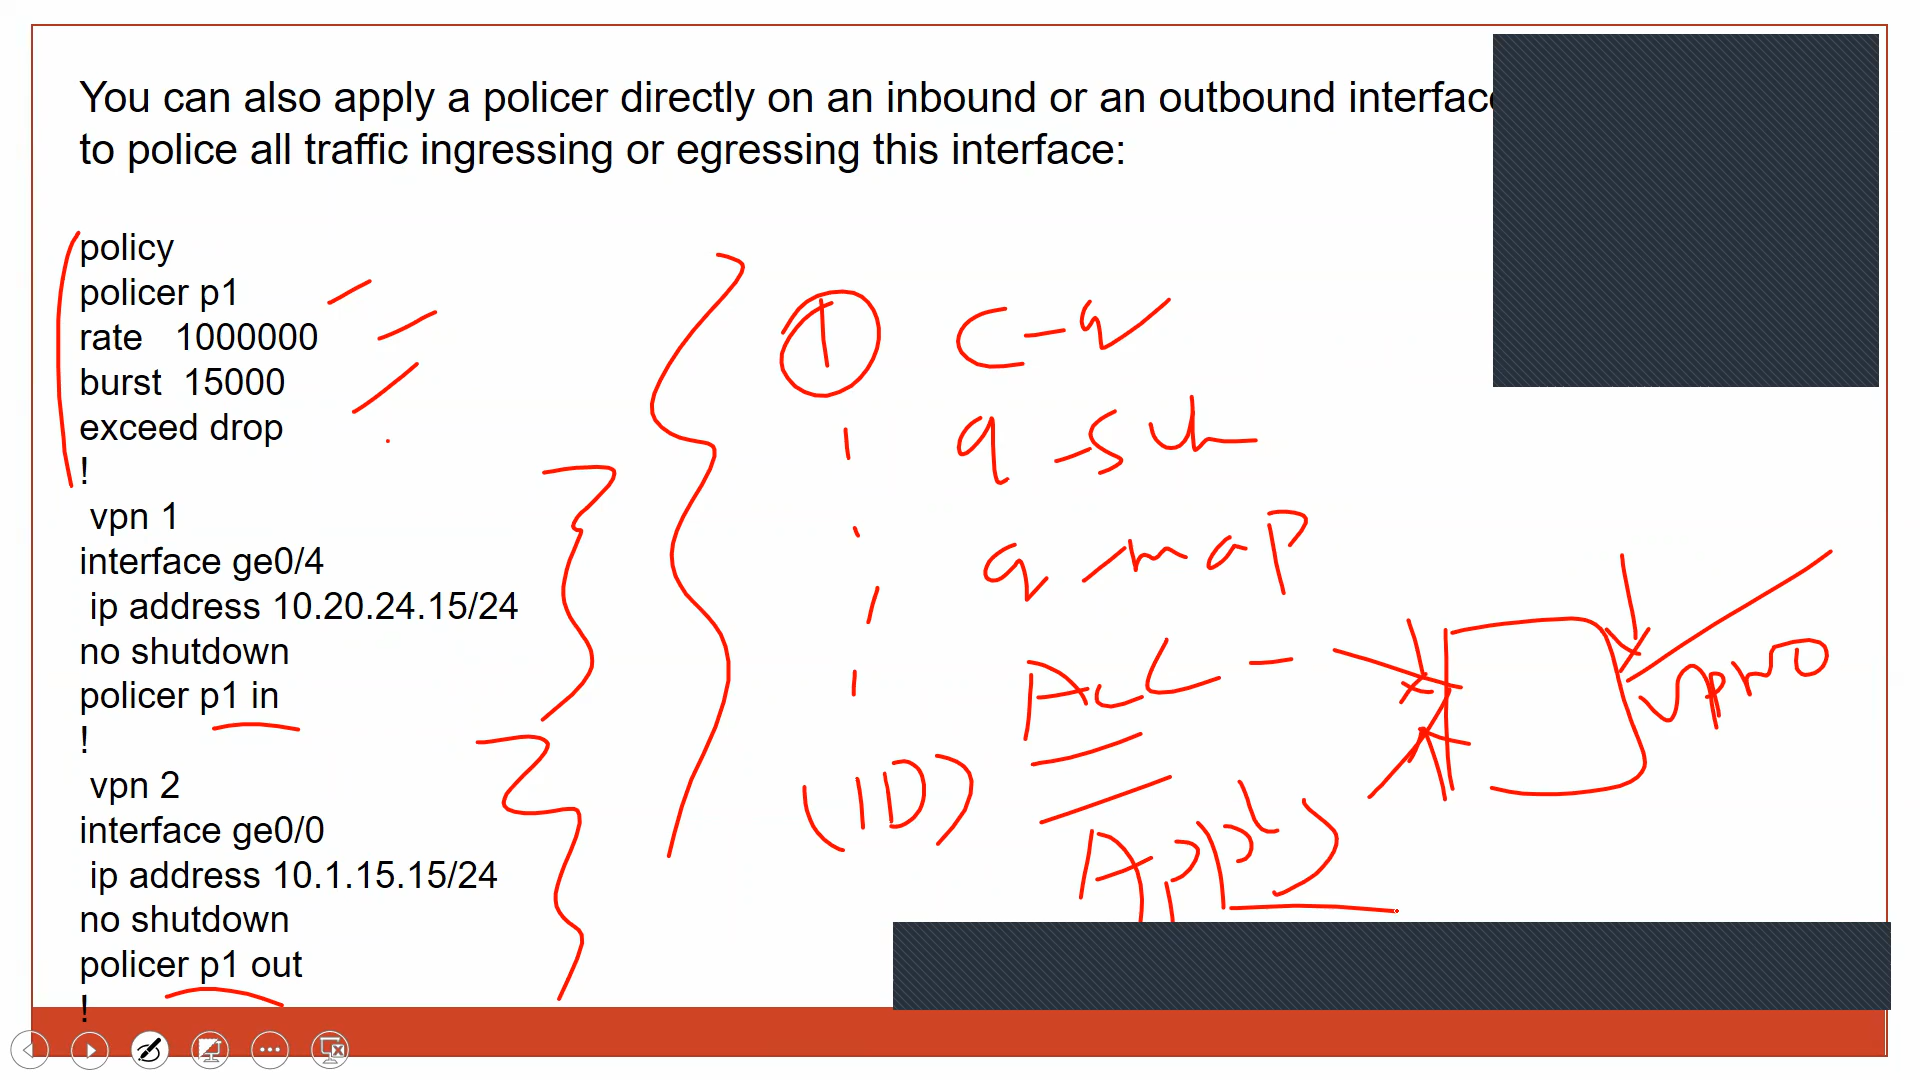 You can also apply a policer directly on an inbound or an outbound interface
to police all traffic ingressing or egressing this interface:
policy
policer p1
rate 1000000
burst 15000
exceed drop
!
vpn 1
interface ge0/4
ip address 10.20.24.15/24
no shutdown
policer p1 in
!
vpn 2
interface ge0/0
ip address 10.1.15.15/24
no shutdown
policer p1 out
!
1 C-q
q-sch
q-map
ACL -
(ID)
Apply
vpn0